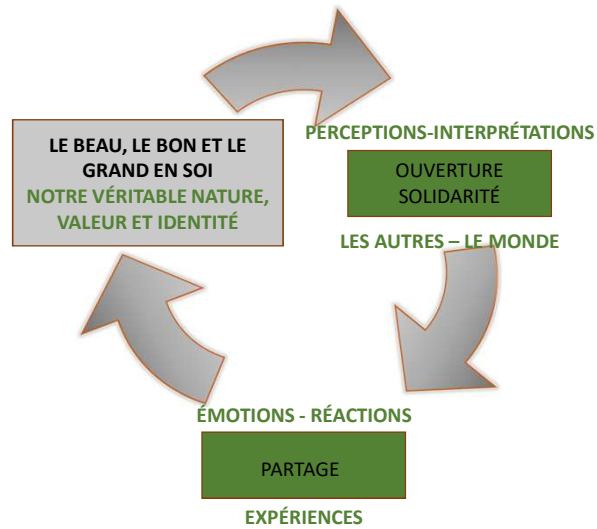 LE BEAU, LE BON ET LE
GRAND EN SOI
NOTRE VÉRITABLE NATURE,
VALEUR ET IDENTITÉ
PERCEPTIONS-INTERPRÉTATIONS
OUVERTURE
SOLIDARITÉ
LES AUTRES – LE MONDE
ÉMOTIONS - RÉACTIONS
PARTAGE
EXPÉRIENCES